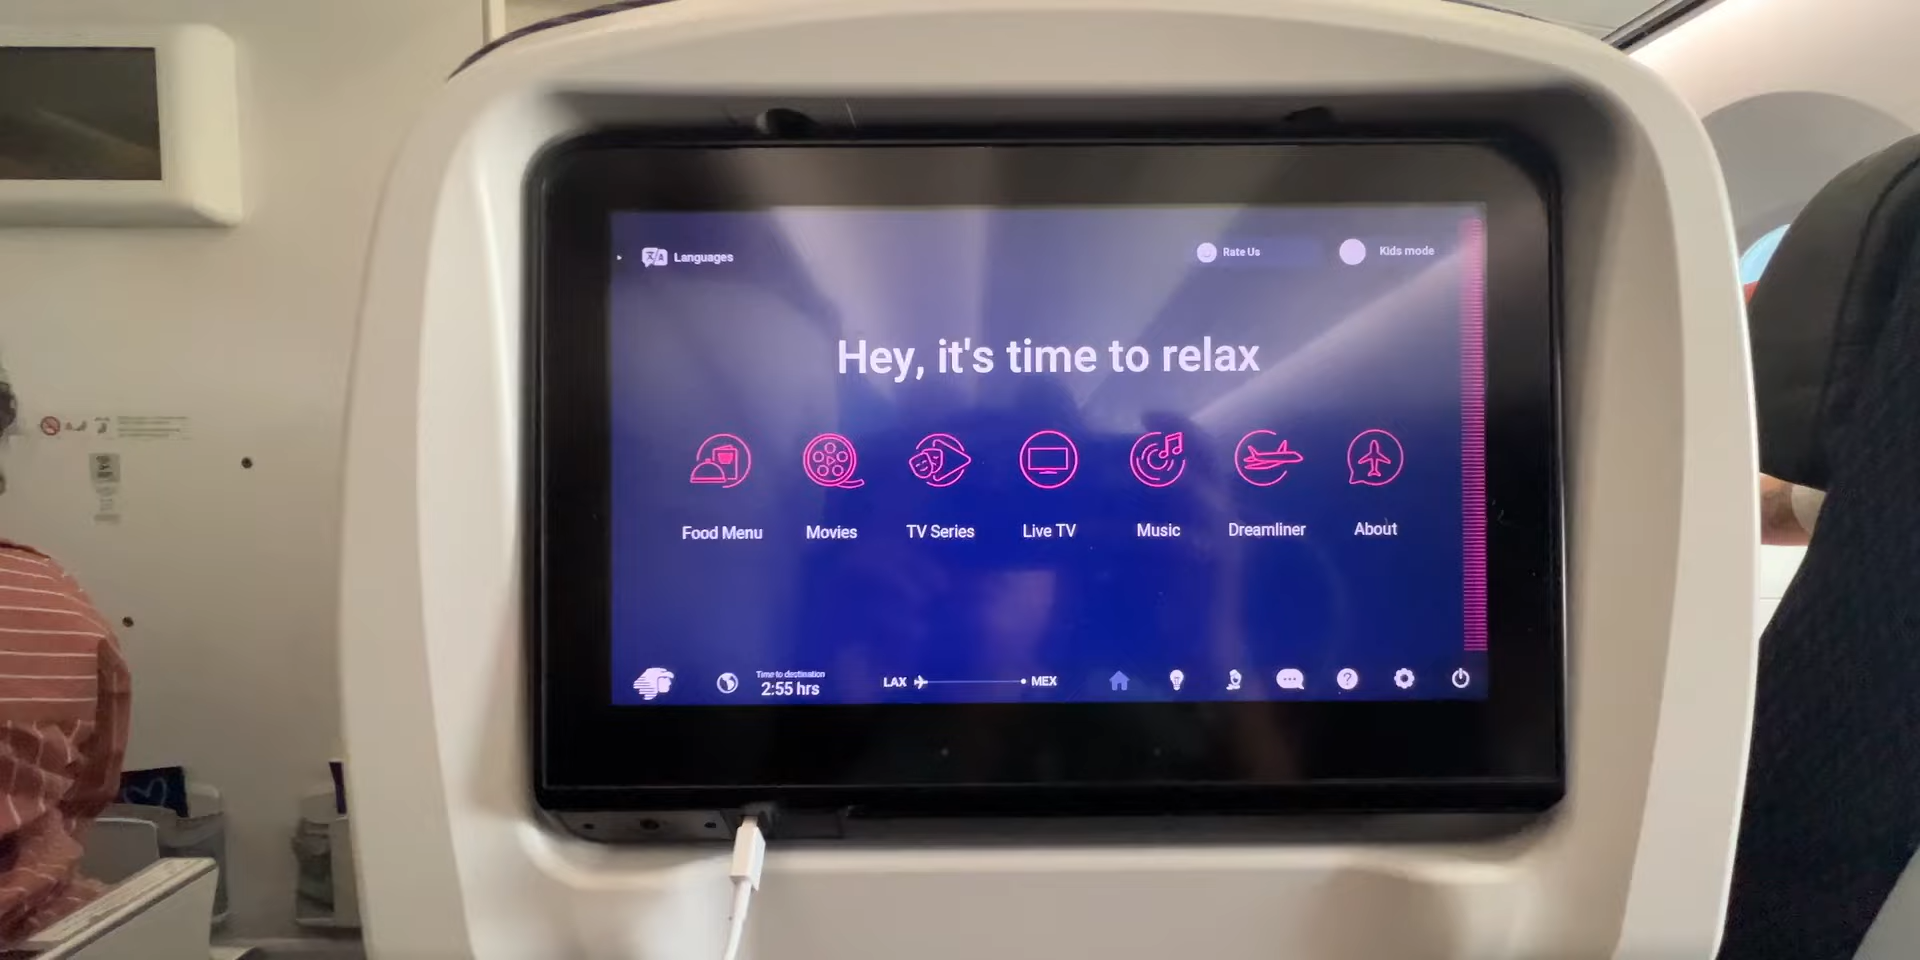 Languages
Rate Us
Kids mode
Hey, it's time to relax
Food Menu
Movies
TV Series
Live TV
Music
Dreamliner
About
Time to destination
2:55 hrs
LAX
MEX